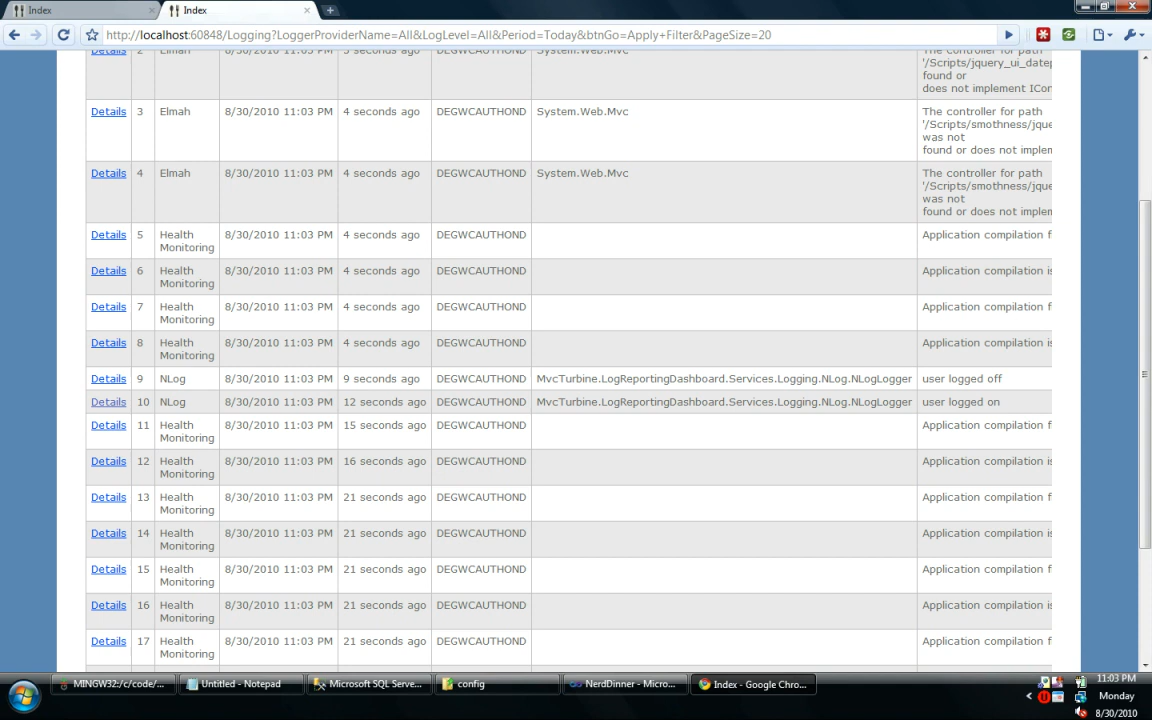 Index
Index
http://localhost:60848/Logging?LoggerProviderName=All&LogLevel=All&Period=Today&btnGo=Apply+Filter&PageSize=20
2 Elmah 8/30/2010 11:03 PM 3 seconds ago DEGWCAUTHOND System.Web.Mvc The controller for path
'/Scripts/jquery_ui_datep
found or
does not implement ICon
Details 3 Elmah 8/30/2010 11:03 PM 4 seconds ago DEGWCAUTHOND System.Web.Mvc The controller for path
'/Scripts/smothness/jque
was not
found or does not implem
Details 4 Elmah 8/30/2010 11:03 PM 4 seconds ago DEGWCAUTHOND System.Web.Mvc The controller for path
'/Scripts/smothness/jque
was not
found or does not implem
Details 5 Health 8/30/2010 11:03 PM 4 seconds ago DEGWCAUTHOND Application compilation f
Monitoring
Details 6 Health 8/30/2010 11:03 PM 4 seconds ago DEGWCAUTHOND Application compilation is
Monitoring
Details 7 Health 8/30/2010 11:03 PM 4 seconds ago DEGWCAUTHOND Application compilation f
Monitoring
Details 8 Health 8/30/2010 11:03 PM 4 seconds ago DEGWCAUTHOND Application compilation is
Monitoring
Details 9 NLog 8/30/2010 11:03 PM 9 seconds ago DEGWCAUTHOND MvcTurbine.LogReportingDashboard.Services.Logging.NLog.NLogLogger user logged off
Details 10 NLog 8/30/2010 11:03 PM 12 seconds ago DEGWCAUTHOND MvcTurbine.LogReportingDashboard.Services.Logging.NLog.NLogLogger user logged on
Details 11 Health 8/30/2010 11:03 PM 15 seconds ago DEGWCAUTHOND Application compilation f
Monitoring
Details 12 Health 8/30/2010 11:03 PM 16 seconds ago DEGWCAUTHOND Application compilation is
Monitoring
Details 13 Health 8/30/2010 11:03 PM 21 seconds ago DEGWCAUTHOND Application compilation f
Monitoring
Details 14 Health 8/30/2010 11:03 PM 21 seconds ago DEGWCAUTHOND Application compilation is
Monitoring
Details 15 Health 8/30/2010 11:03 PM 21 seconds ago DEGWCAUTHOND Application compilation f
Monitoring
Details 16 Health 8/30/2010 11:03 PM 21 seconds ago DEGWCAUTHOND Application compilation is
Monitoring
Details 17 Health 8/30/2010 11:03 PM 21 seconds ago DEGWCAUTHOND Application compilation f
Monitoring
MINGW32:/c/code/... Untitled - Notepad Microsoft SQL Serve... config NerdDinner - Micro... Index - Google Chro... 11:03 PM
Monday
8/30/2010